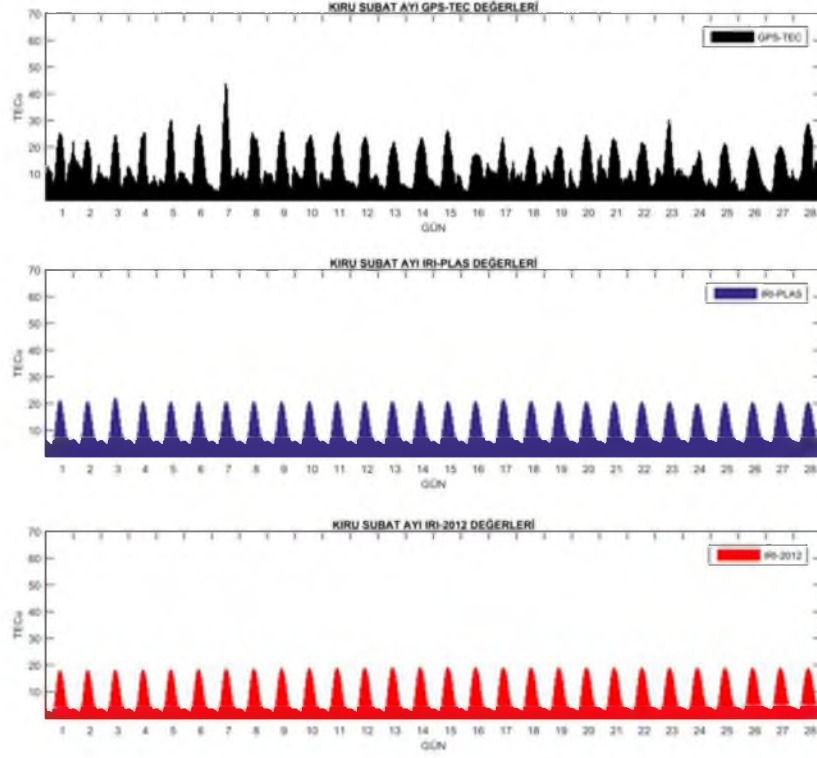 KIRU SUBAT AYI GPS-TEC DEĞERLERİ
70
60
50
40
30
20
10
TECu
GPS-TEC
1 2 3 4 5 6 7 8 9 10 11 12 13 14 15 16 17 18 19 20 21 22 23 24 25 26 27 28
GÜN
KIRU SUBAT AYI IRI-PLAS DEĞERLERİ
70
60
50
40
30
20
10
TECu
IRI-PLAS
1 2 3 4 5 6 7 8 9 10 11 12 13 14 15 16 17 18 19 20 21 22 23 24 25 26 27 28
GÜN
KIRU SUBAT AYI IRI-2012 DEĞERLERİ
70
60
50
40
30
20
10
TECu
IRI-2012
1 2 3 4 5 6 7 8 9 10 11 12 13 14 15 16 17 18 19 20 21 22 23 24 25 26 27 28
GÜN